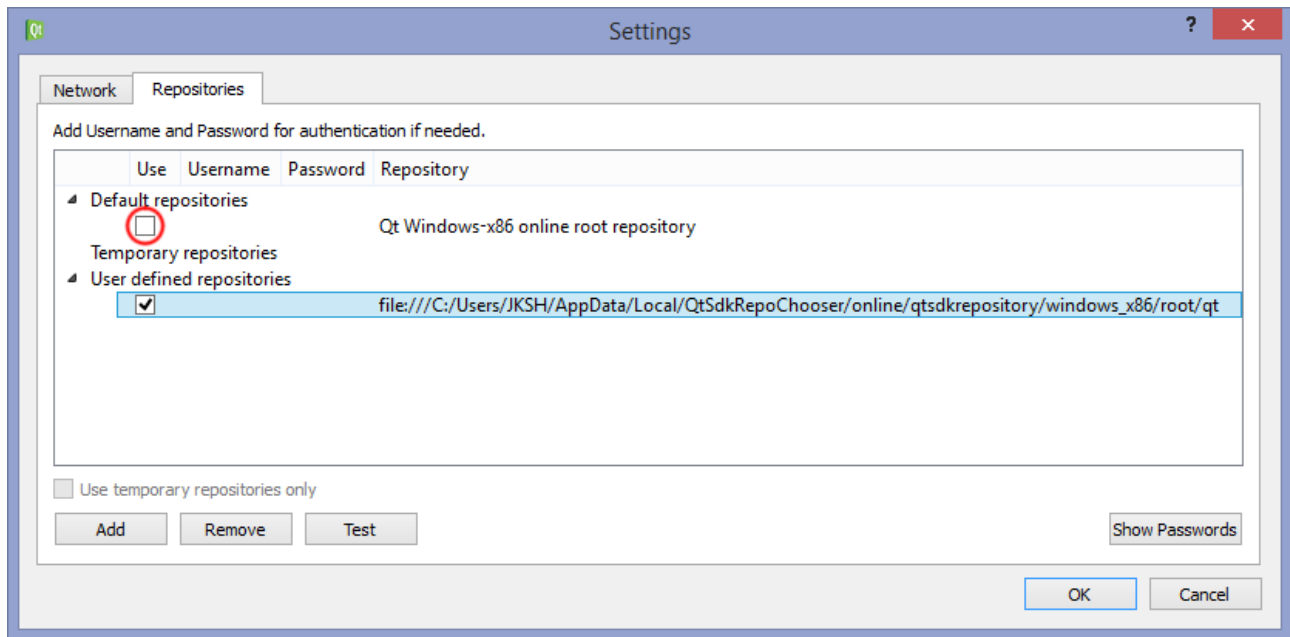 Qt Settings ?
Network Repositories
Add Username and Password for authentication if needed.
Use Username Password Repository
Default repositories
Qt Windows-x86 online root repository
Temporary repositories
User defined repositories
file:///C:/Users/JKSH/AppData/Local/QtSdkRepoChooser/online/qtsdkrepository/windows_x86/root/qt
Use temporary repositories only
Add Remove Test Show Passwords
OK Cancel